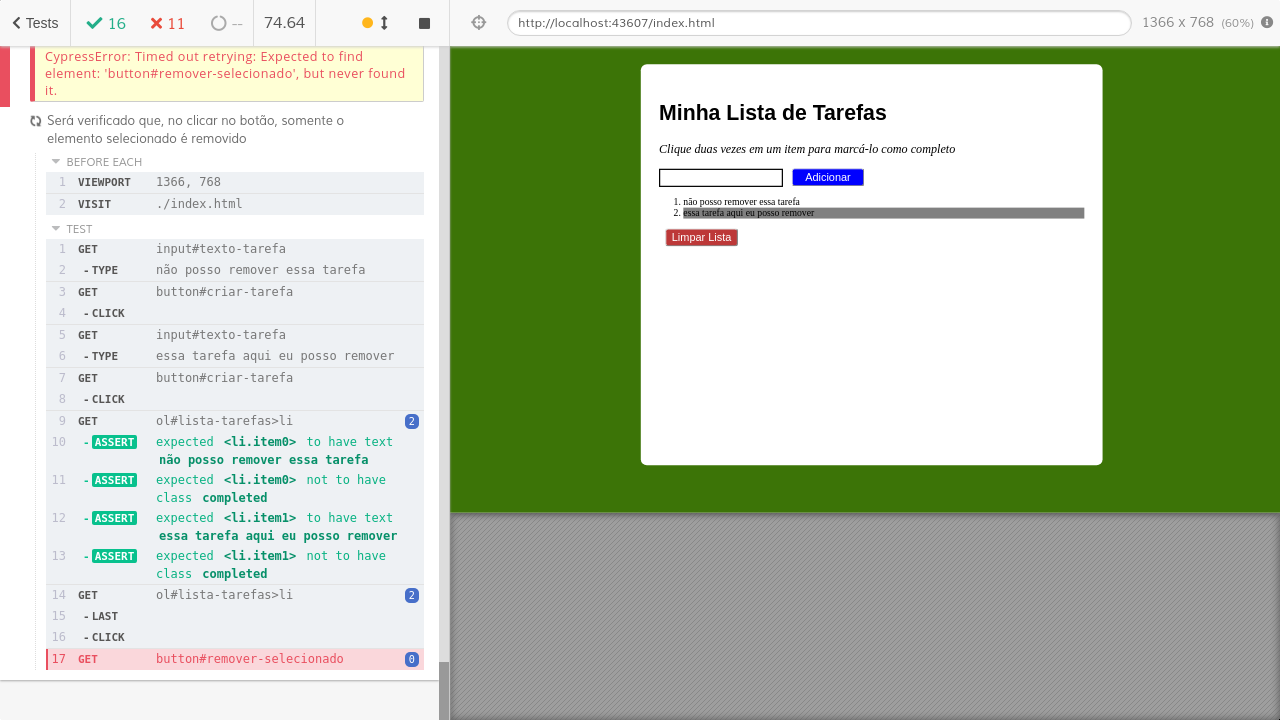 Tests
16
11
--
74.64
http://localhost:43607/index.html
1366 x 768 (60%)
CypressError: Timed out retrying: Expected to find
element: 'button#remover-selecionado', but never found
it.
Será verificado que, no clicar no botão, somente o
elemento selecionado é removido
BEFORE EACH
1 VIEWPORT 1366, 768
2 VISIT ./index.html
TEST
1 GET input#texto-tarefa
2 -TYPE não posso remover essa tarefa
3 GET button#criar-tarefa
4 -CLICK
5 GET input#texto-tarefa
6 -TYPE essa tarefa aqui eu posso remover
7 GET button#criar-tarefa
8 -CLICK
9 GET ol#lista-tarefas>li 2
10 -ASSERT expected <li.item0> to have text
não posso remover essa tarefa
11 -ASSERT expected <li.item0> not to have
class completed
12 -ASSERT expected <li.item1> to have text
essa tarefa aqui eu posso remover
13 -ASSERT expected <li.item1> not to have
class completed
14 GET ol#lista-tarefas>li 2
15 -LAST
16 -CLICK
17 GET button#remover-selecionado 0
Minha Lista de Tarefas
Clique duas vezes em um item para marcá-lo como completo
Adicionar
1. não posso remover essa tarefa
2. essa tarefa aqui eu posso remover
Limpar Lista